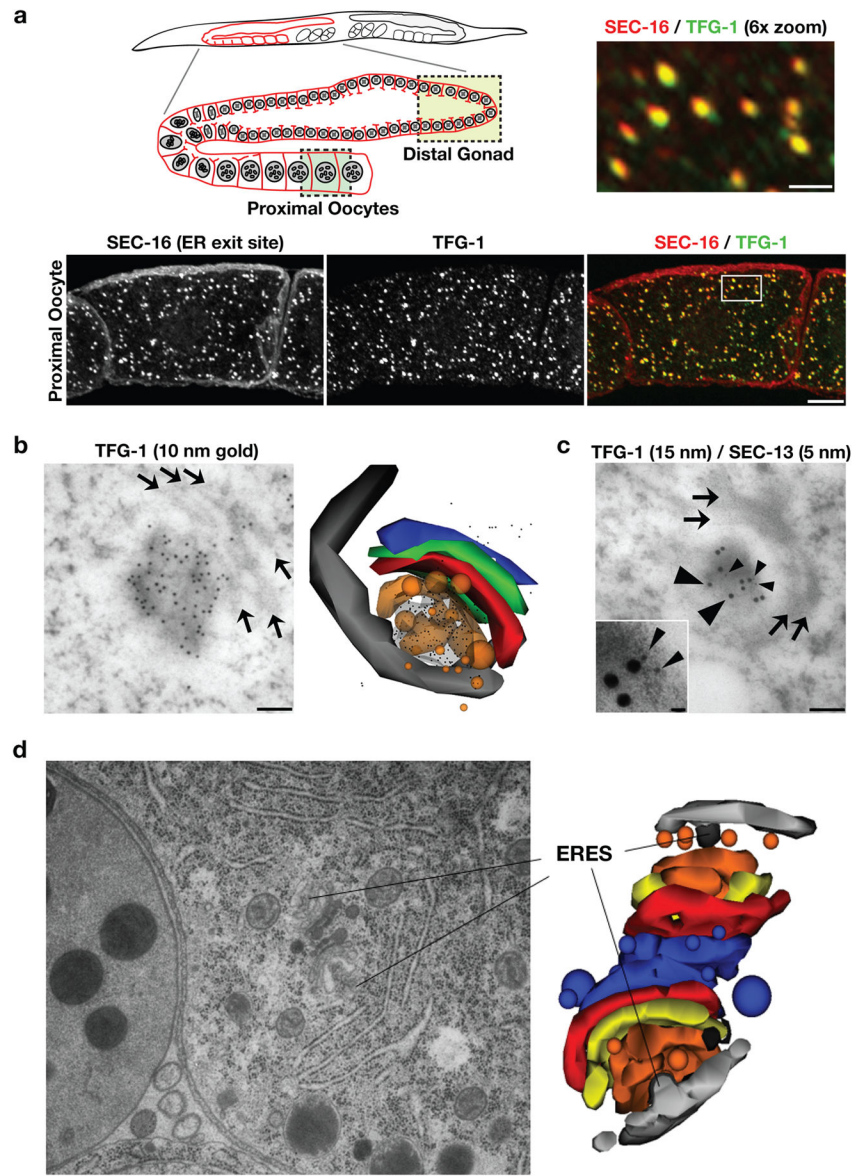 a
SEC-16 / TFG-1 (6x zoom)
Distal Gonad
Proximal Oocytes
SEC-16 (ER exit site)
TFG-1
SEC-16 / TFG-1
Proximal Oocyte
b
TFG-1 (10 nm gold)
c
TFG-1 (15 nm) / SEC-13 (5 nm)
d
ERES